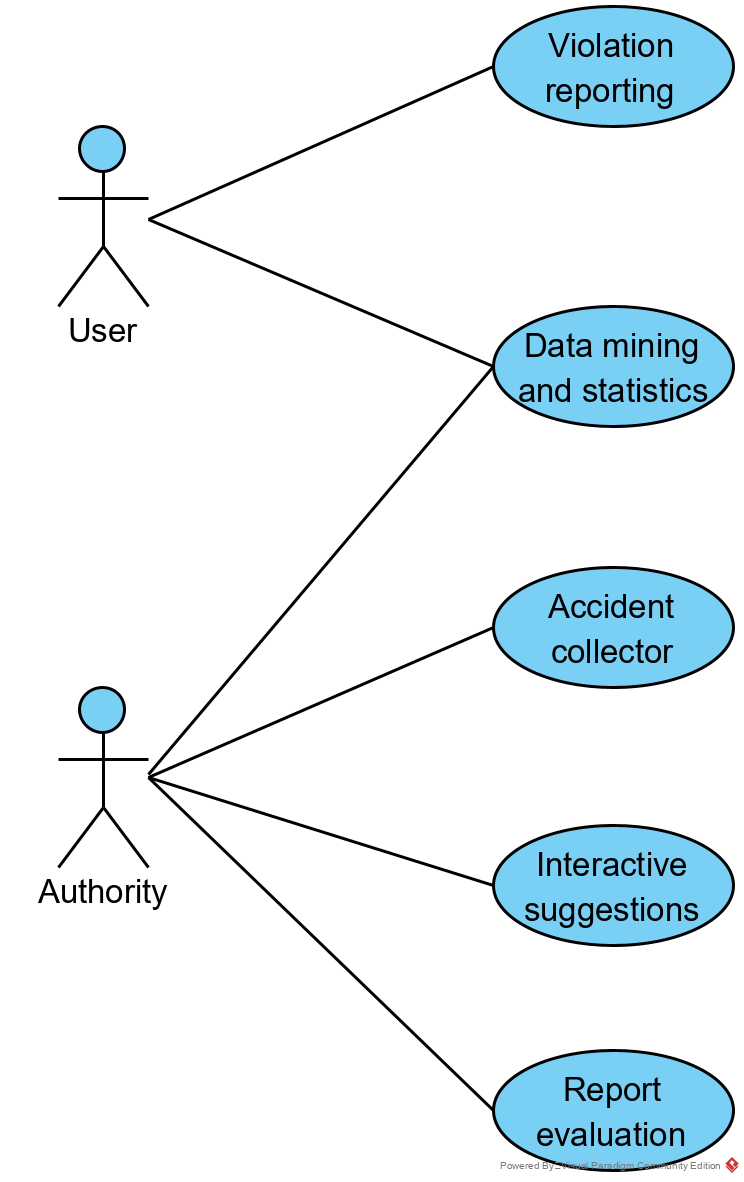 Violation
reporting
User
Data mining
and statistics
Accident
collector
Authority
Interactive
suggestions
Report
evaluation
Powered By Visual Paradigm Community Edition